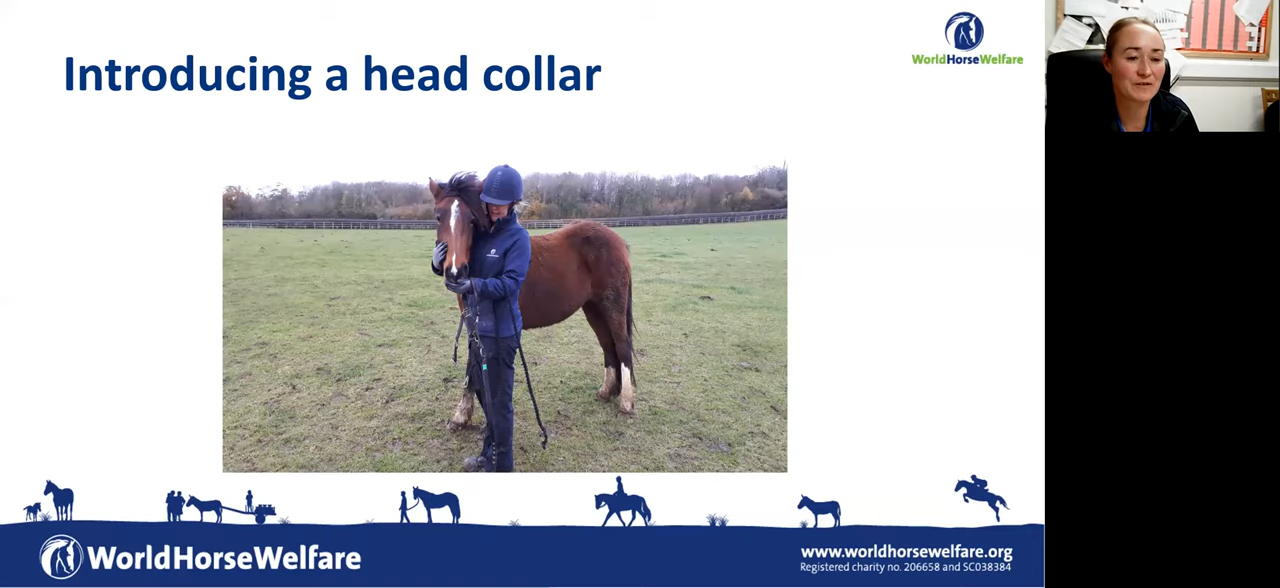 Introducing a head collar
WorldHorseWelfare
WorldHorseWelfare
www.worldhorsewelfare.org
Registered charity no. 206658 and SC038384